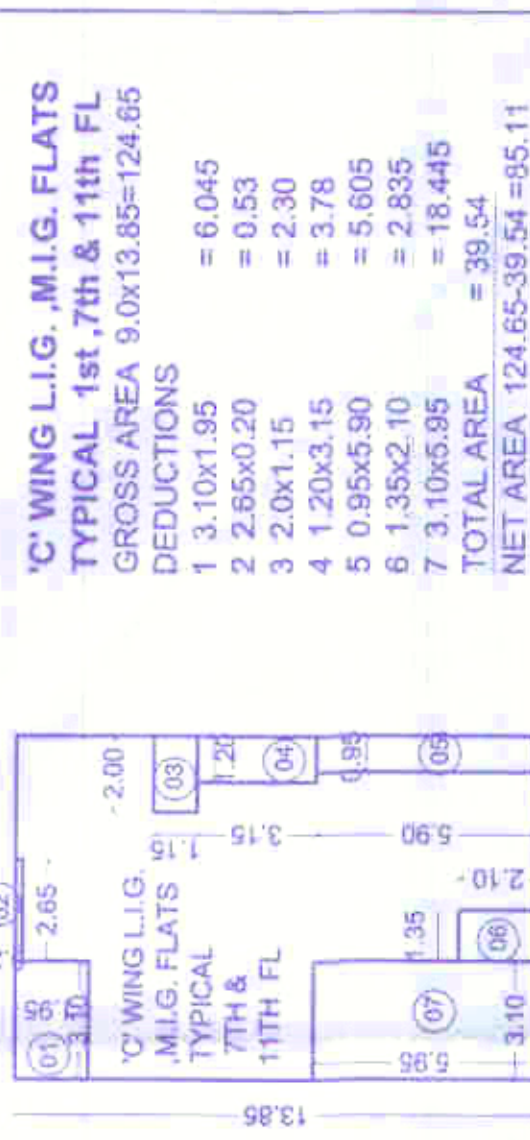 'C' WING L.I.G. ,M.I.G. FLATS
TYPICAL 1st ,7th & 11th FL
GROSS AREA 9.0x13.85=124.65
DEDUCTIONS
1 3.10x1.95 = 6.045
2 2.65x0.20 = 0.53
3 2.0x1.15 = 2.30
4 1.20x3.15 = 3.78
5 0.95x5.90 = 5.605
6 1.35x2.10 = 2.835
7 3.10x5.95 = 18.445
TOTAL AREA = 39.54
NET AREA 124.65-39.54 =85.11
2.65
2.00
01
3.10
03
1.15
1.20
04
3.15
0.95
05
5.90
'C' WING L.I.G.
,M.I.G. FLATS
TYPICAL
7TH &
11TH FL
13.85
07
5.95
3.10
1.35
06
2.10